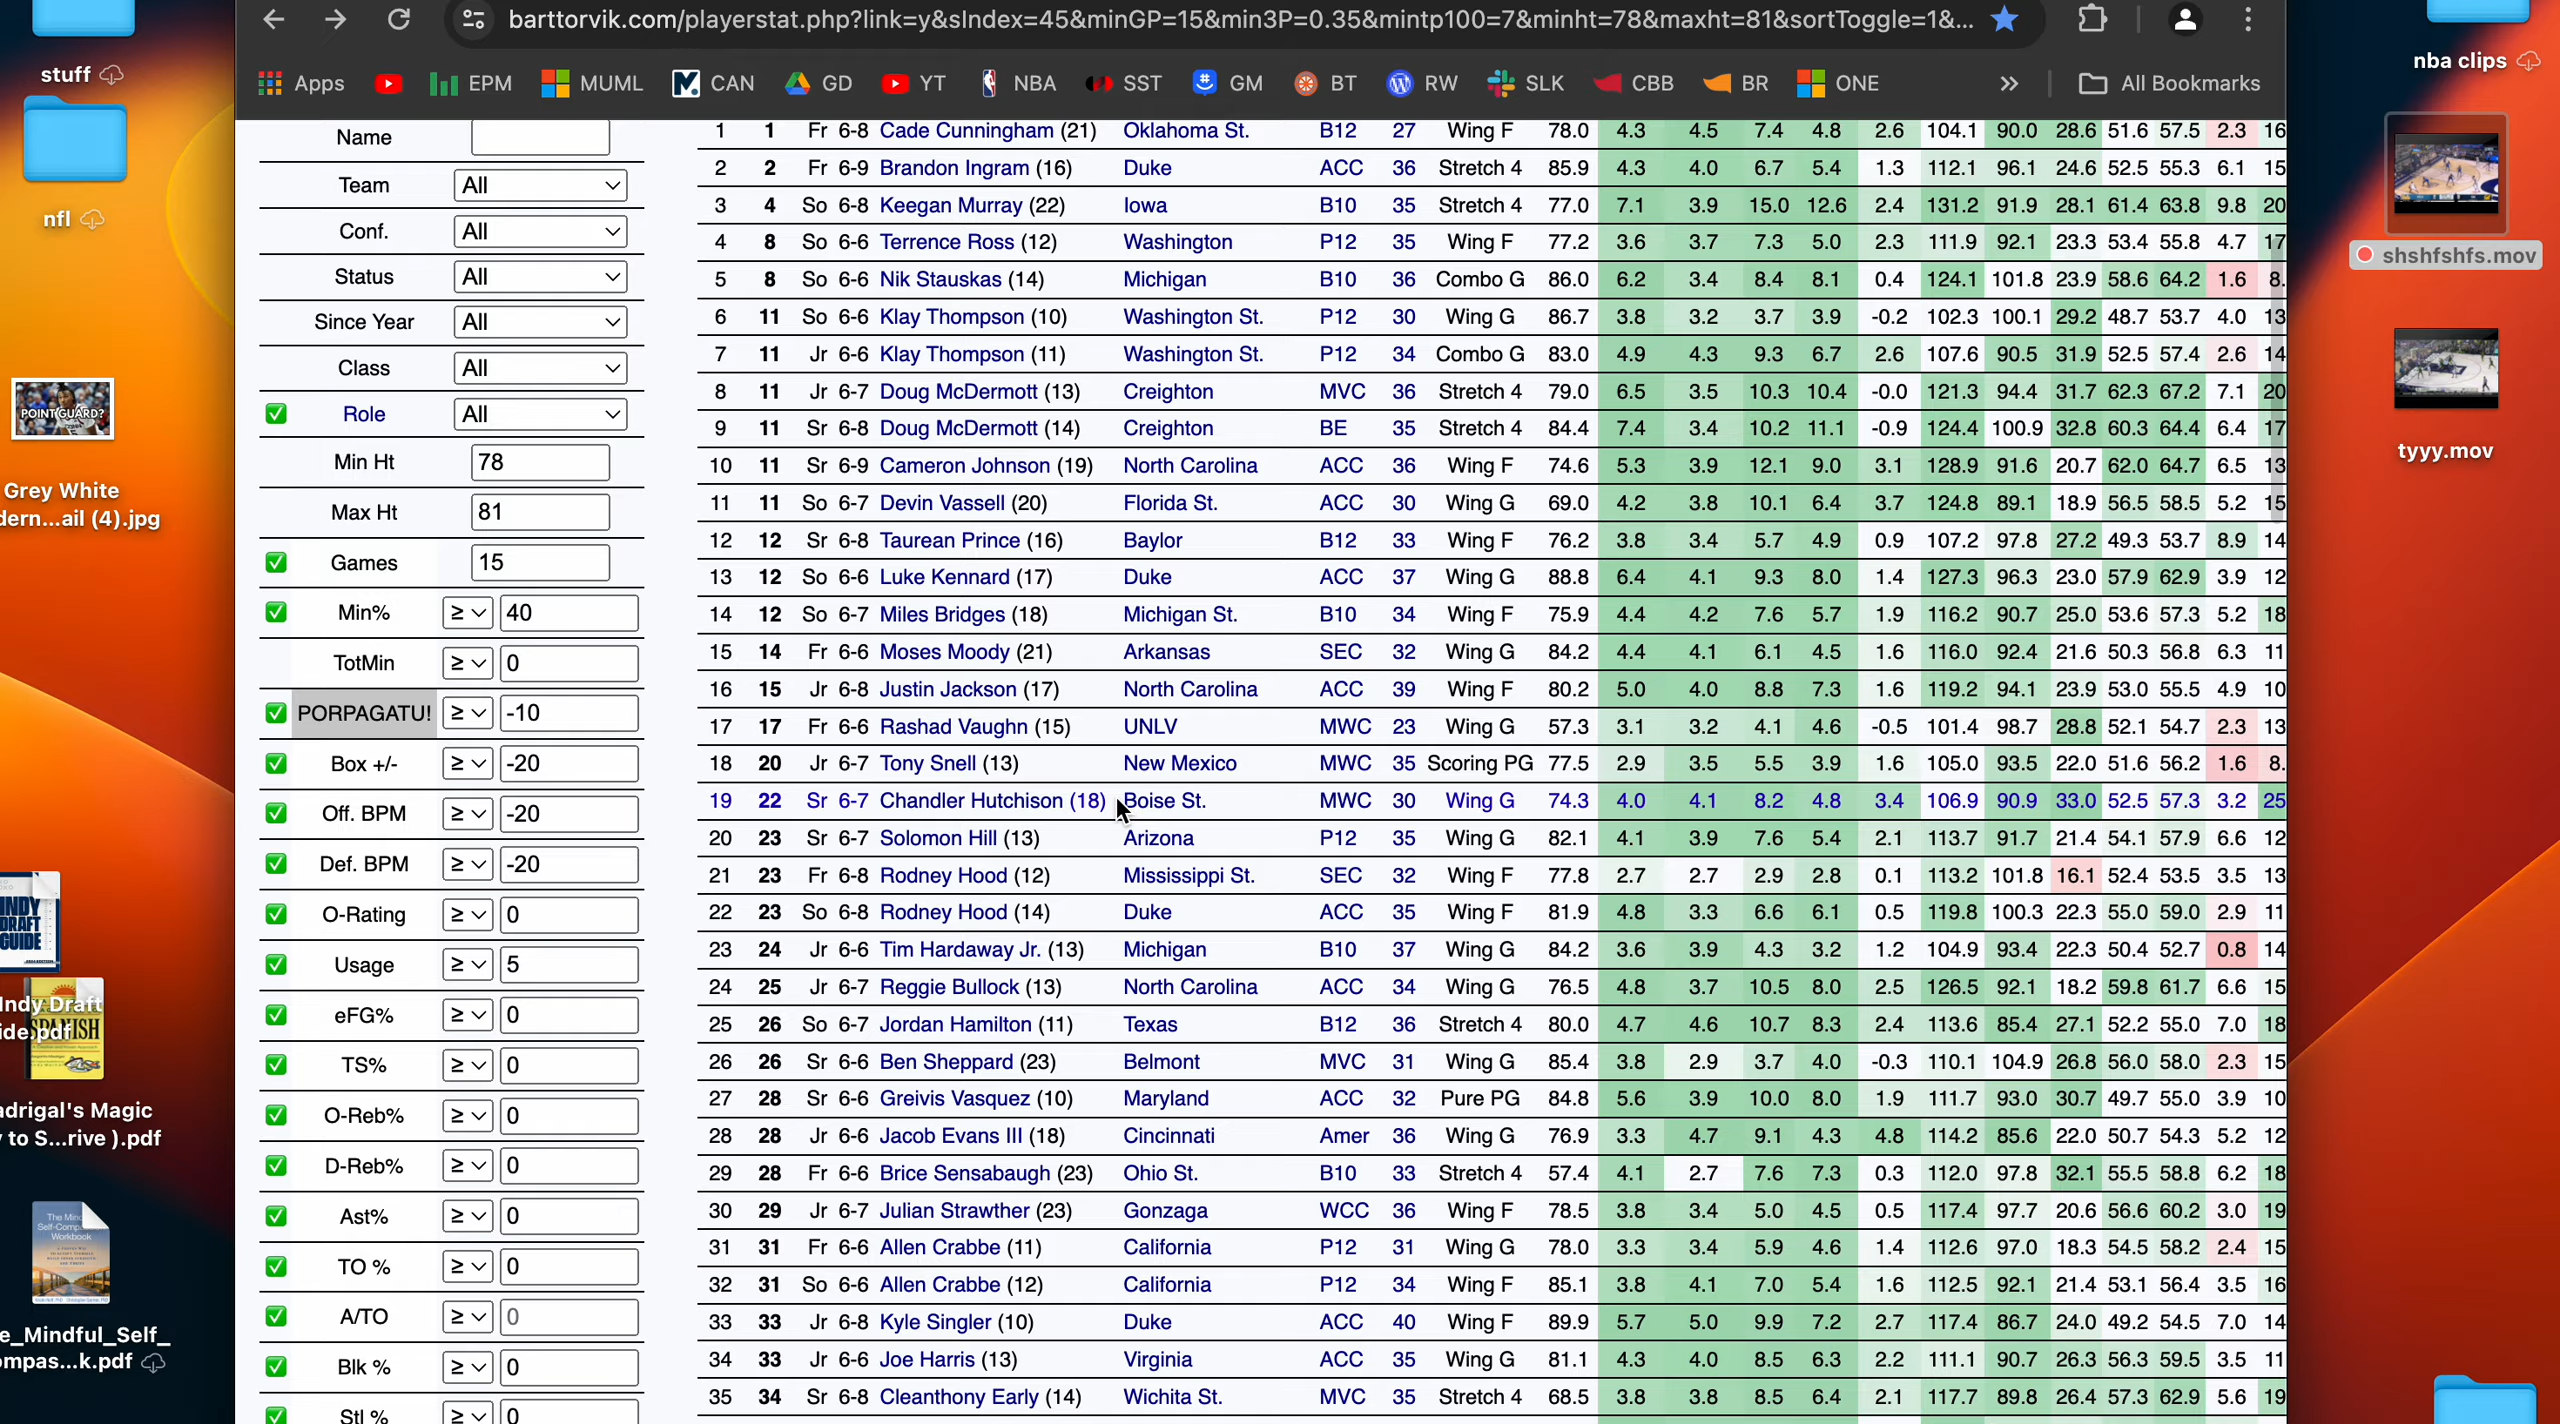 barttorvik.com/playerstat.php?link=y&sIndex=45&minGP=15&min3P=0.35&mintp100=7&minht=78&maxht=81&sortToggle=1&...
Apps EPM MUML CAN GD YT NBA SST GM BT RW SLK CBB BR ONE » All Bookmarks
stuff
nfl
POINT GUARD?
Grey White
dern...ail (4).jpg
INDY
DRAFT
GUIDE
Indy Draft
ide.pdf
SPANISH
adrigal's Magic
y to S...rive ).pdf
The Mindful
Self-Compassion
Workbook
e_Mindful_Self_
ompas...k.pdf
Name
Team All
Conf. All
Status All
Since Year All
Class All
Role All
Min Ht 78
Max Ht 81
Games 15
Min% ≥ 40
TotMin ≥ 0
PORPAGATU! ≥ -10
Box +/- ≥ -20
Off. BPM ≥ -20
Def. BPM ≥ -20
O-Rating ≥ 0
Usage ≥ 5
eFG% ≥ 0
TS% ≥ 0
O-Reb% ≥ 0
D-Reb% ≥ 0
Ast% ≥ 0
TO % ≥ 0
A/TO ≥ 0
Blk % ≥ 0
Stl % ≥ 0
1 1 Fr 6-8 Cade Cunningham (21) Oklahoma St. B12 27 Wing F 78.0 4.3 4.5 7.4 4.8 2.6 104.1 90.0 28.6 51.6 57.5 2.3 16
2 2 Fr 6-9 Brandon Ingram (16) Duke ACC 36 Stretch 4 85.9 4.3 4.0 6.7 5.4 1.3 112.1 96.1 24.6 52.5 55.3 6.1 15
3 4 So 6-8 Keegan Murray (22) Iowa B10 35 Stretch 4 77.0 7.1 3.9 15.0 12.6 2.4 131.2 91.9 28.1 61.4 63.8 9.8 20
4 8 So 6-6 Terrence Ross (12) Washington P12 35 Wing F 77.2 3.6 3.7 7.3 5.0 2.3 111.9 92.1 23.3 53.4 55.8 4.7 17
5 8 So 6-6 Nik Stauskas (14) Michigan B10 36 Combo G 86.0 6.2 3.4 8.4 8.1 0.4 124.1 101.8 23.9 58.6 64.2 1.6 8.
6 11 So 6-6 Klay Thompson (10) Washington St. P12 30 Wing G 86.7 3.8 3.2 3.7 3.9 -0.2 102.3 100.1 29.2 48.7 53.7 4.0 13
7 11 Jr 6-6 Klay Thompson (11) Washington St. P12 34 Combo G 83.0 4.9 4.3 9.3 6.7 2.6 107.6 90.5 31.9 52.5 57.4 2.6 14
8 11 Jr 6-7 Doug McDermott (13) Creighton MVC 36 Stretch 4 79.0 6.5 3.5 10.3 10.4 -0.0 121.3 94.4 31.7 62.3 67.2 7.1 20
9 11 Sr 6-8 Doug McDermott (14) Creighton BE 35 Stretch 4 84.4 7.4 3.4 10.2 11.1 -0.9 124.4 100.9 32.8 60.3 64.4 6.4 17
10 11 Sr 6-9 Cameron Johnson (19) North Carolina ACC 36 Wing F 74.6 5.3 3.9 12.1 9.0 3.1 128.9 91.6 20.7 62.0 64.7 6.5 13
11 11 So 6-7 Devin Vassell (20) Florida St. ACC 30 Wing G 69.0 4.2 3.8 10.1 6.4 3.7 124.8 89.1 18.9 56.5 58.5 5.2 15
12 12 Sr 6-8 Taurean Prince (16) Baylor B12 33 Wing F 76.2 3.8 3.4 5.7 4.9 0.9 107.2 97.8 27.2 49.3 53.7 8.9 14
13 12 So 6-6 Luke Kennard (17) Duke ACC 37 Wing G 88.8 6.4 4.1 9.3 8.0 1.4 127.3 96.3 23.0 57.9 62.9 3.9 12
14 12 So 6-7 Miles Bridges (18) Michigan St. B10 34 Wing F 75.9 4.4 4.2 7.6 5.7 1.9 116.2 90.7 25.0 53.6 57.3 5.2 18
15 14 Fr 6-6 Moses Moody (21) Arkansas SEC 32 Wing G 84.2 4.4 4.1 6.1 4.5 1.6 116.0 92.4 21.6 50.3 56.8 6.3 11
16 15 Jr 6-8 Justin Jackson (17) North Carolina ACC 39 Wing F 80.2 5.0 4.0 8.8 7.3 1.6 119.2 94.1 23.9 53.0 55.5 4.9 10
17 17 Fr 6-6 Rashad Vaughn (15) UNLV MWC 23 Wing G 57.3 3.1 3.2 4.1 4.6 -0.5 101.4 98.7 28.8 52.1 54.7 2.3 13
18 20 Jr 6-7 Tony Snell (13) New Mexico MWC 35 Scoring PG 77.5 2.9 3.5 5.5 3.9 1.6 105.0 93.5 22.0 51.6 56.2 1.6 8.
19 22 Sr 6-7 Chandler Hutchison (18) Boise St. MWC 30 Wing G 74.3 4.0 4.1 8.2 4.8 3.4 106.9 90.9 33.0 52.5 57.3 3.2 25
20 23 Sr 6-7 Solomon Hill (13) Arizona P12 35 Wing G 82.1 4.1 3.9 7.6 5.4 2.1 113.7 91.7 21.4 54.1 57.9 6.6 12
21 23 Fr 6-8 Rodney Hood (12) Mississippi St. SEC 32 Wing F 77.8 2.7 2.7 2.9 2.8 0.1 113.2 101.8 16.1 52.4 53.5 3.5 13
22 23 So 6-8 Rodney Hood (14) Duke ACC 35 Wing F 81.9 4.8 3.3 6.6 6.1 0.5 119.8 100.3 22.3 55.0 59.0 2.9 11
23 24 Jr 6-6 Tim Hardaway Jr. (13) Michigan B10 37 Wing G 84.2 3.6 3.9 4.3 3.2 1.2 104.9 93.4 22.3 50.4 52.7 0.8 14
24 25 Jr 6-7 Reggie Bullock (13) North Carolina ACC 34 Wing G 76.5 4.8 3.7 10.5 8.0 2.5 126.5 92.1 18.2 59.8 61.7 6.6 15
25 26 So 6-7 Jordan Hamilton (11) Texas B12 36 Stretch 4 80.0 4.7 4.6 10.7 8.3 2.4 113.6 85.4 27.1 52.2 55.0 7.0 18
26 26 Sr 6-6 Ben Sheppard (23) Belmont MVC 31 Wing G 85.4 3.8 2.9 3.7 4.0 -0.3 110.1 104.9 26.8 56.0 58.0 2.3 15
27 28 Sr 6-6 Greivis Vasquez (10) Maryland ACC 32 Pure PG 84.8 5.6 3.9 10.0 8.0 1.9 111.7 93.0 30.7 49.7 55.0 3.9 10
28 28 Jr 6-6 Jacob Evans III (18) Cincinnati Amer 36 Wing G 76.9 3.3 4.7 9.1 4.3 4.8 114.2 85.6 22.0 50.7 54.3 5.2 12
29 28 Fr 6-6 Brice Sensabaugh (23) Ohio St. B10 33 Stretch 4 57.4 4.1 2.7 7.6 7.3 0.3 112.0 97.8 32.1 55.5 58.8 6.2 18
30 29 Jr 6-7 Julian Strawther (23) Gonzaga WCC 36 Wing F 78.5 3.8 3.4 5.0 4.5 0.5 117.4 97.7 20.6 56.6 60.2 3.0 19
31 31 Fr 6-6 Allen Crabbe (11) California P12 31 Wing G 78.0 3.3 3.4 5.9 4.6 1.4 112.6 97.0 18.3 54.5 58.2 2.4 15
32 31 So 6-6 Allen Crabbe (12) California P12 34 Wing F 85.1 3.8 4.1 7.0 5.4 1.6 112.5 92.1 21.4 53.1 56.4 3.5 16
33 33 Jr 6-8 Kyle Singler (10) Duke ACC 40 Wing F 89.9 5.7 5.0 9.9 7.2 2.7 117.4 86.7 24.0 49.2 54.5 7.0 14
34 33 Jr 6-6 Joe Harris (13) Virginia ACC 35 Wing G 81.1 4.3 4.0 8.5 6.3 2.2 111.1 90.7 26.3 56.3 59.5 3.5 11
35 34 Sr 6-8 Cleanthony Early (14) Wichita St. MVC 35 Stretch 4 68.5 3.8 3.8 8.5 6.4 2.1 117.7 89.8 26.4 57.3 62.9 5.6 19
nba clips
shshfshfs.mov
tyyy.mov